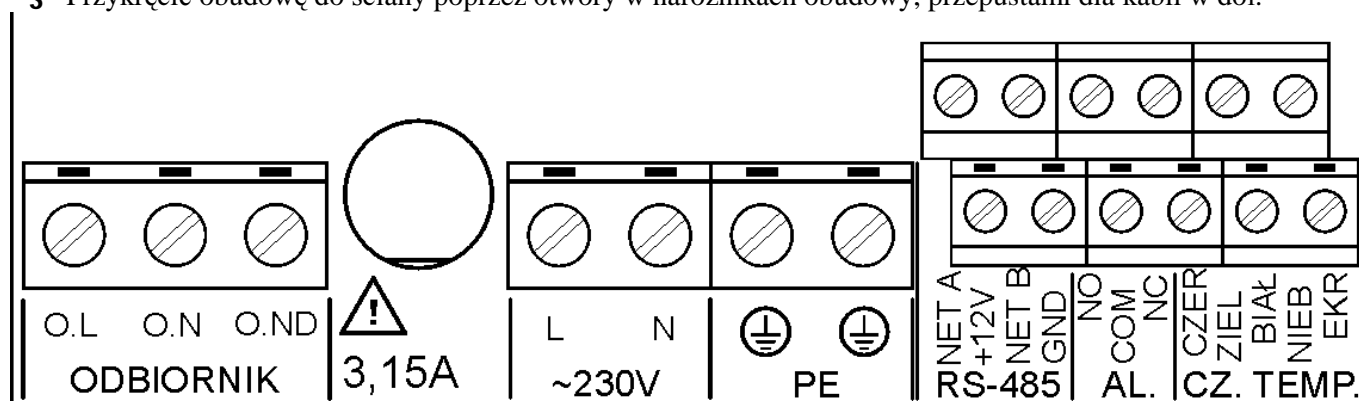 3 Przykręcić obudowę do ściany poprzez otwory w narożnikach obudowy, przepustami dla kabli w dół.
O.L O.N O.ND
ODBIORNIK
3,15A
L N
~230V
PE
NET A
+12V
NET B
GND
RS-485
NO
COM
NC
AL.
CZER
ZIEL
BIAŁ
NIEB
EKR
CZ. TEMP.